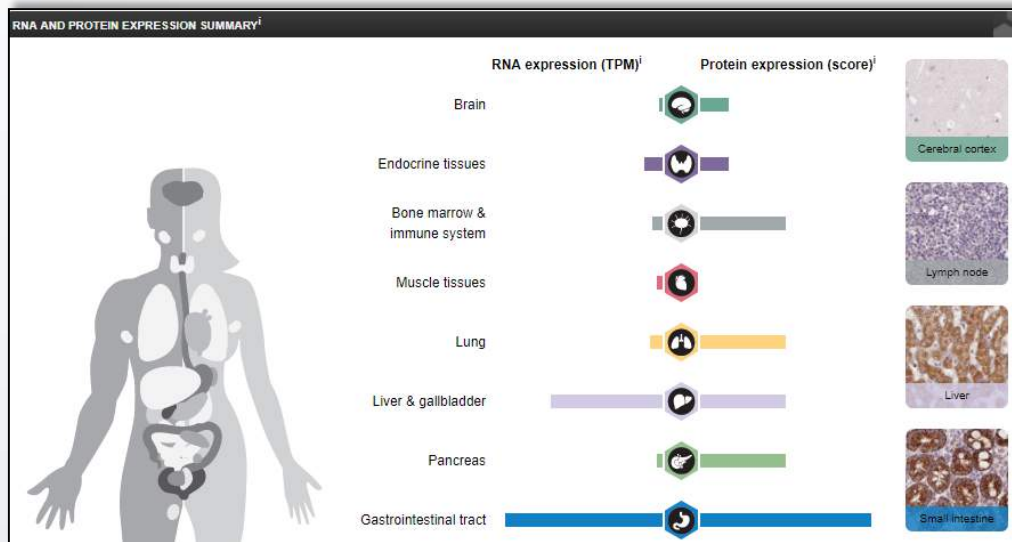 RNA AND PROTEIN EXPRESSION SUMMARYⁱ
RNA expression (TPM)ⁱ
Protein expression (score)ⁱ
Brain
Endocrine tissues
Bone marrow &
immune system
Muscle tissues
Lung
Liver & gallbladder
Pancreas
Gastrointestinal tract
Cerebral cortex
Lymph node
Liver
Small intestine